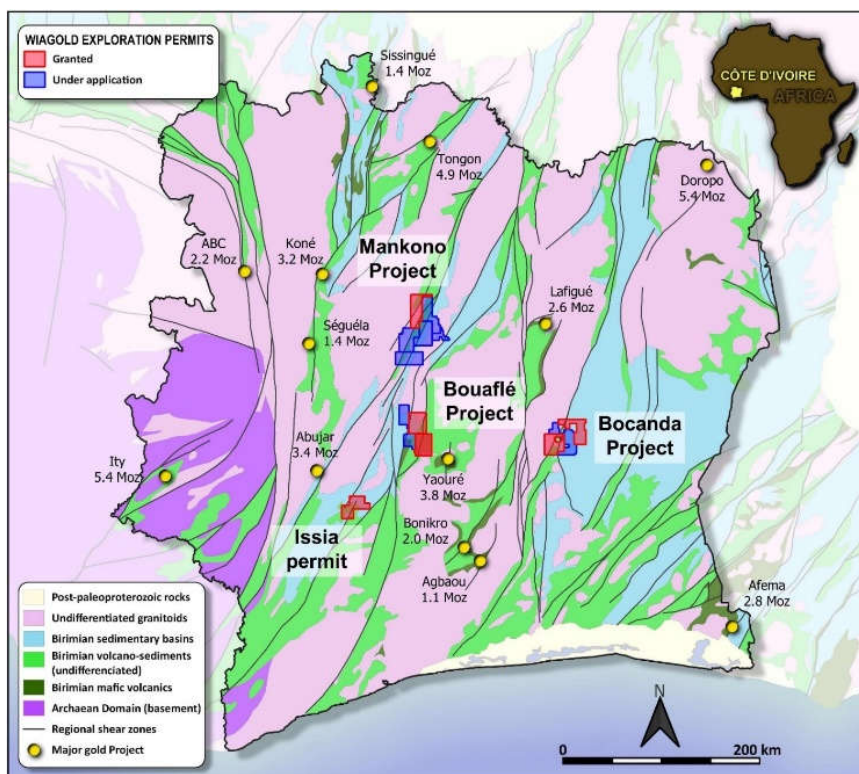 WIAGOLD EXPLORATION PERMITS
Granted
Under application
CÔTE D'IVOIRE
AFRICA
Sissingué
1.4 Moz
Tongon
4.9 Moz
Doropo
5.4 Moz
ABC
2.2 Moz
Koné
3.2 Moz
Mankono
Project
Lafigué
2.6 Moz
Séguéla
1.4 Moz
Bouaflé
Project
Bocanda
Project
Abujar
3.4 Moz
Ity
5.4 Moz
Yaouré
3.8 Moz
Issia
permit
Bonikro
2.0 Moz
Agbaou
1.1 Moz
Afema
2.8 Moz
Post-paleoproterozoic rocks
Undifferentiated granitoids
Birimian sedimentary basins
Birimian volcano-sediments
(undifferenciated)
Birimian mafic volcanics
Archaean Domain (basement)
Regional shear zones
Major gold Project
N
0 200 km